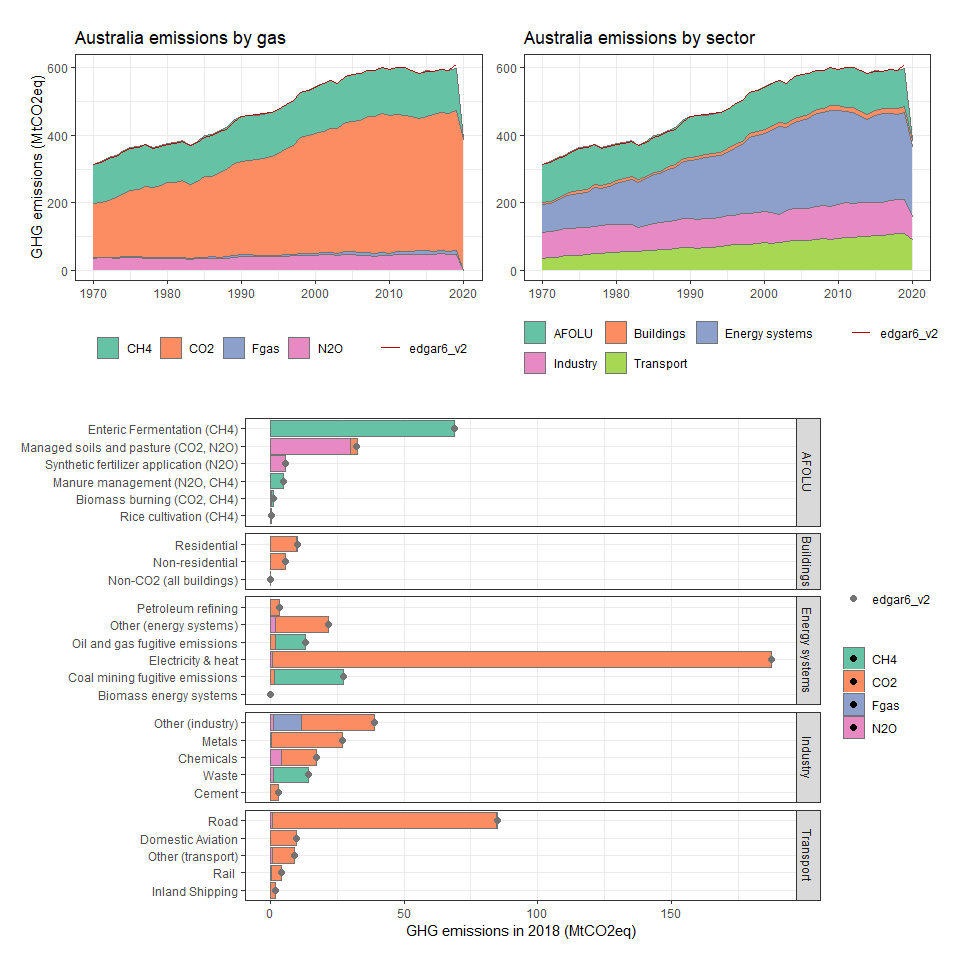 Australia emissions by gas
GHG emissions (MtCO2eq)
600
400
200
0
1970
1980
1990
2000
2010
2020
CH4
CO2
Fgas
N2O
edgar6_v2
Australia emissions by sector
600
400
200
0
1970
1980
1990
2000
2010
2020
AFOLU
Buildings
Energy systems
edgar6_v2
Industry
Transport
Enteric Fermentation (CH4)
Managed soils and pasture (CO2, N2O)
Synthetic fertilizer application (N2O)
Manure management (N2O, CH4)
Biomass burning (CO2, CH4)
Rice cultivation (CH4)
AFOLU
Residential
Non-residential
Non-CO2 (all buildings)
Buildings
Petroleum refining
Other (energy systems)
Oil and gas fugitive emissions
Electricity & heat
Coal mining fugitive emissions
Biomass energy systems
Energy systems
Other (industry)
Metals
Chemicals
Waste
Cement
Industry
Road
Domestic Aviation
Other (transport)
Rail
Inland Shipping
Transport
0
50
100
150
GHG emissions in 2018 (MtCO2eq)
edgar6_v2
CH4
CO2
Fgas
N2O